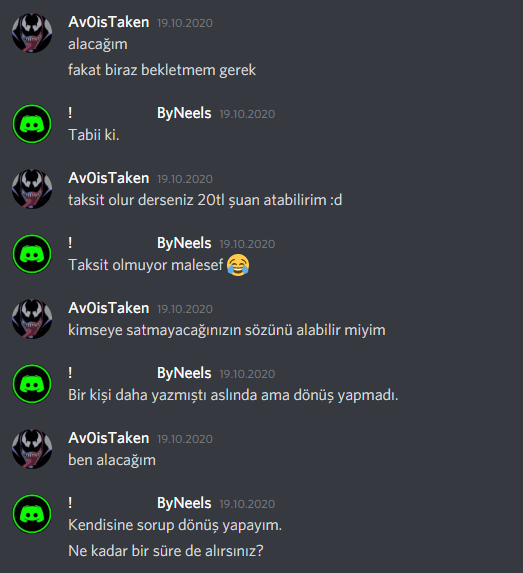 Av0isTaken 19.10.2020
alacağım
fakat biraz bekletmem gerek
! ByNeels 19.10.2020
Tabii ki.
Av0isTaken 19.10.2020
taksit olur derseniz 20tl şuan atabilirim :d
! ByNeels 19.10.2020
Taksit olmuyor malesef 😂
Av0isTaken 19.10.2020
kimseye satmayacağınızın sözünü alabilir miyim
! ByNeels 19.10.2020
Bir kişi daha yazmıştı aslında ama dönüş yapmadı.
Av0isTaken 19.10.2020
ben alacağım
! ByNeels 19.10.2020
Kendisine sorup dönüş yapayım.
Ne kadar bir süre de alırsınız?